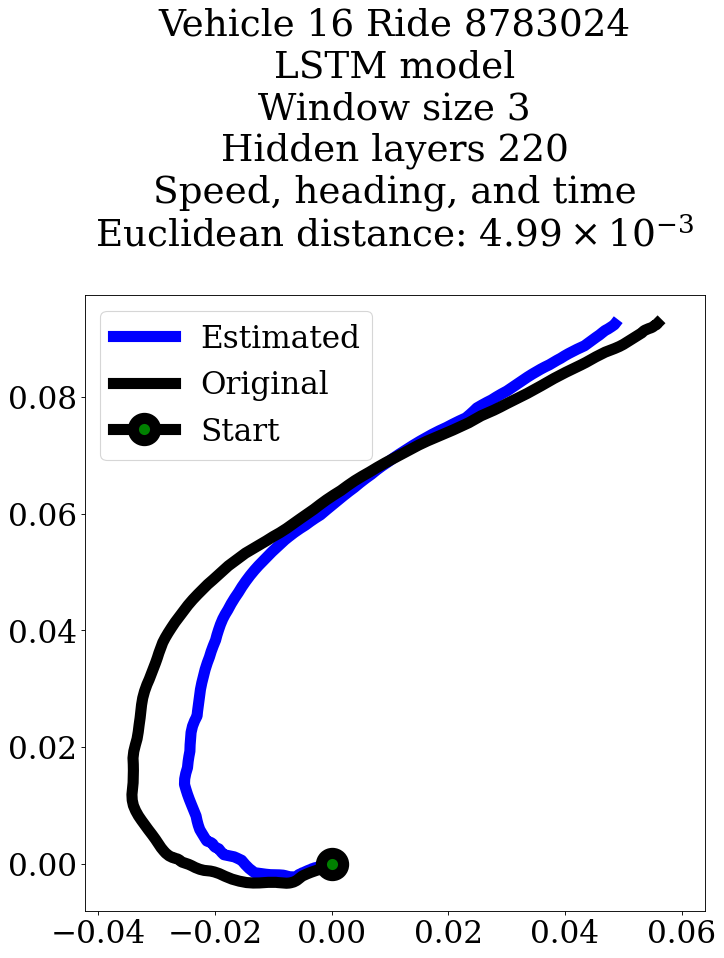 Vehicle 16 Ride 8783024
LSTM model
Window size 3
Hidden layers 220
Speed, heading, and time
Euclidean distance: 4.99 × 10⁻³
Estimated
Original
Start
0.08
0.06
0.04
0.02
0.00
−0.04 −0.02 0.00 0.02 0.04 0.06